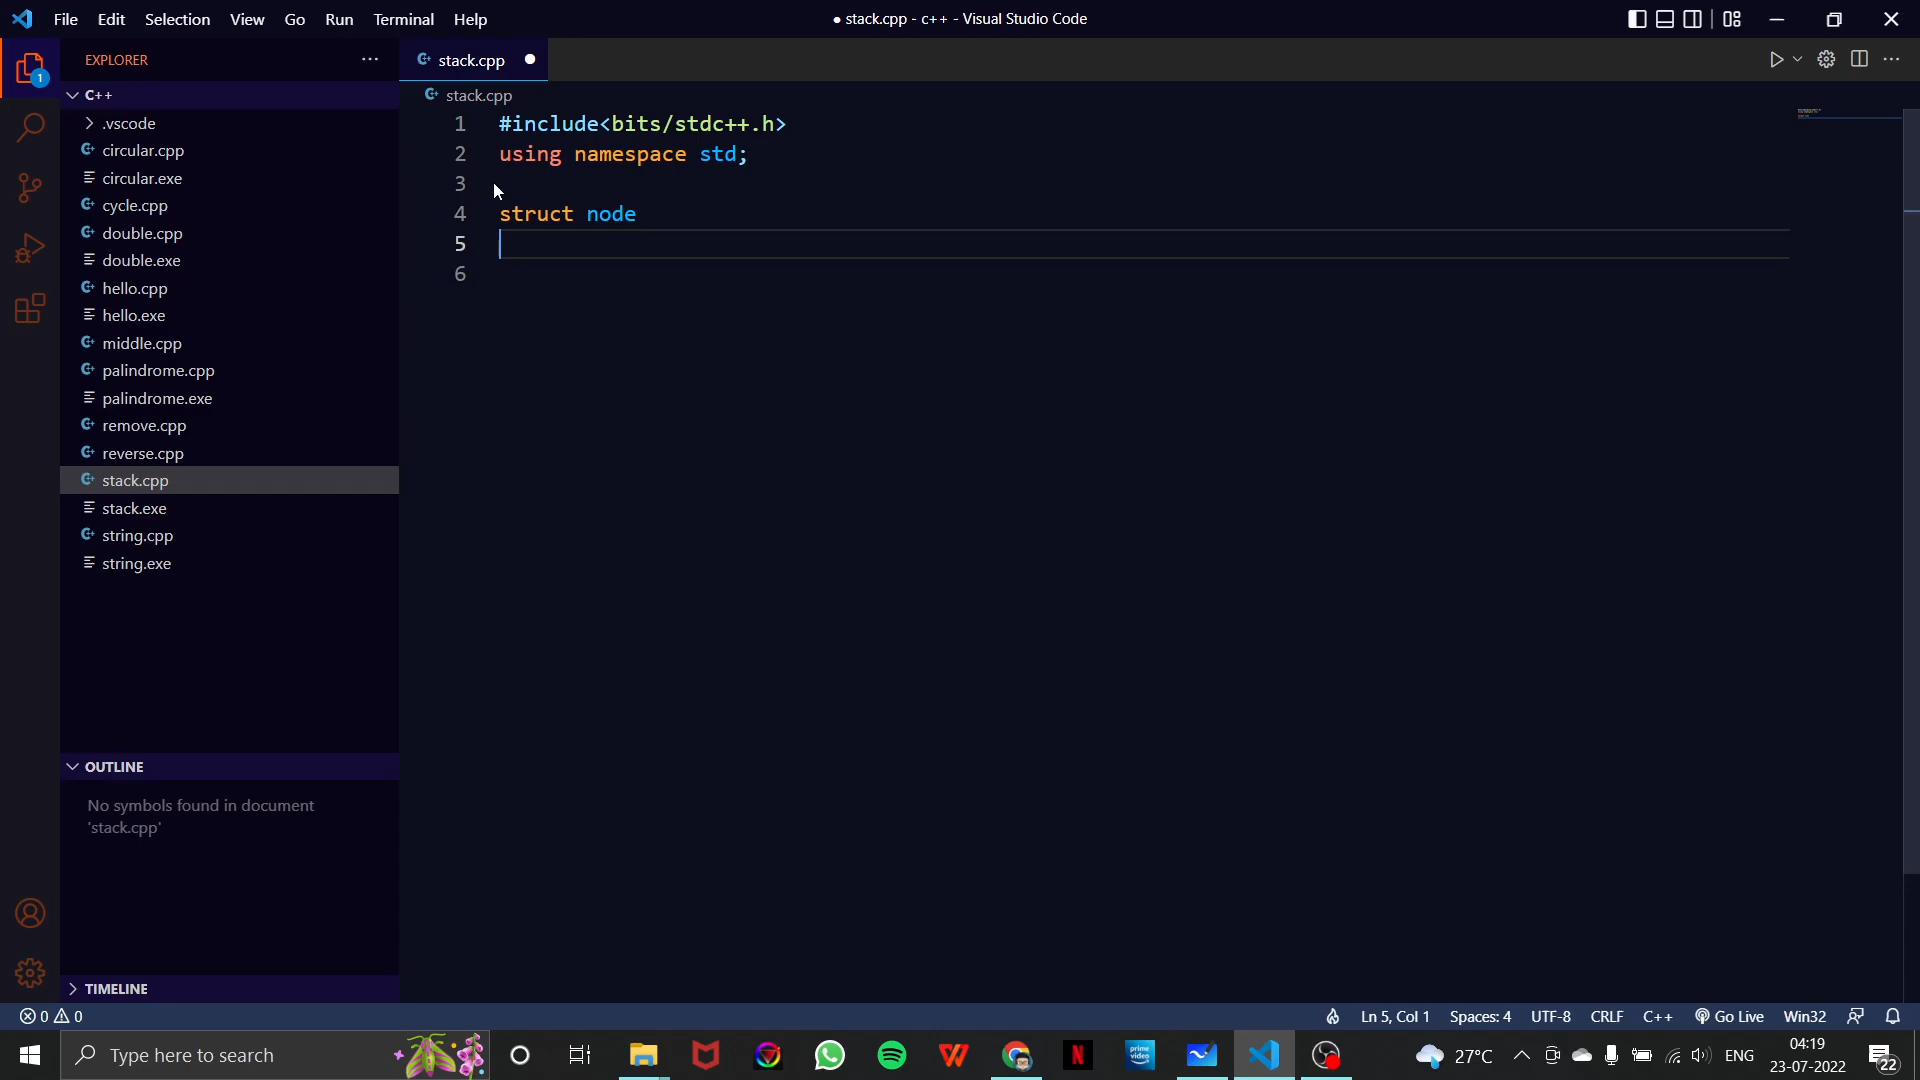 File Edit Selection View Go Run Terminal Help
● stack.cpp - c++ - Visual Studio Code
EXPLORER
1
C++
.vscode
circular.cpp
circular.exe
cycle.cpp
double.cpp
double.exe
hello.cpp
hello.exe
middle.cpp
palindrome.cpp
palindrome.exe
remove.cpp
reverse.cpp
stack.cpp
stack.exe
string.cpp
string.exe
OUTLINE
No symbols found in document
'stack.cpp'
TIMELINE
stack.cpp
stack.cpp
1 #include<bits/stdc++.h>
2 using namespace std;
3
4 struct node
5
6
0 0
Ln 5, Col 1 Spaces: 4 UTF-8 CRLF C++ Go Live Win32
Type here to search
prime video
27°C
ENG
04:19
23-07-2022
22